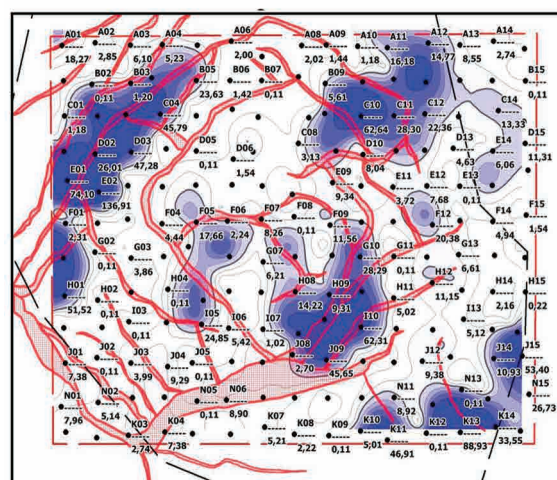 A01 A02 A03 A04 A06 A08 A09 A10 A11 A12 A13 A14
18,27 2,85 6,10 5,23 2,00 2,02 1,44 1,18 16,18 14,77 8,55 2,74
B02 B03 B05 B06 B07 B09 B15
0,11 1,20 23,63 1,42 0,11 5,61 0,11
C01 C04 C10 C11 C12 C14
1,18 45,79 62,64 28,30 22,36 13,33
D02 D03 D05 D06 C08 D10 D13 E14 D15
26,01 47,28 0,11 1,54 3,13 8,04 4,63 6,06 11,31
E01 E02 E09 E11 E12 E13
74,10 136,91 9,34 3,72 7,68 0,11
F01 F04 F05 F06 F07 F08 F09 F12 F14 F15
2,31 4,44 17,66 2,24 8,26 0,11 11,56 20,38 4,94 1,54
G02 G03 G07 G10 G11 G13
0,11 3,86 6,21 28,29 0,11 6,61
H01 H02 H04 H08 H09 H11 H12 H14 H15
51,52 0,11 0,11 14,22 9,31 5,02 11,15 2,16 0,22
I03 I05 I06 I07 I10 I13
0,11 24,85 5,42 1,02 62,31 5,12
J01 J02 J03 J04 J08 J09 J12 J14 J15
7,38 0,11 3,99 9,29 2,70 45,65 9,38 10,93 53,40
N01 N02 N05 N06 N11 N13 N15
7,96 5,14 0,11 8,90 8,92 0,11 26,73
K03 K04 K07 K08 K09 K10 K11 K12 K13 K14
2,74 7,38 5,21 2,22 0,11 5,01 46,91 0,11 88,93 33,55